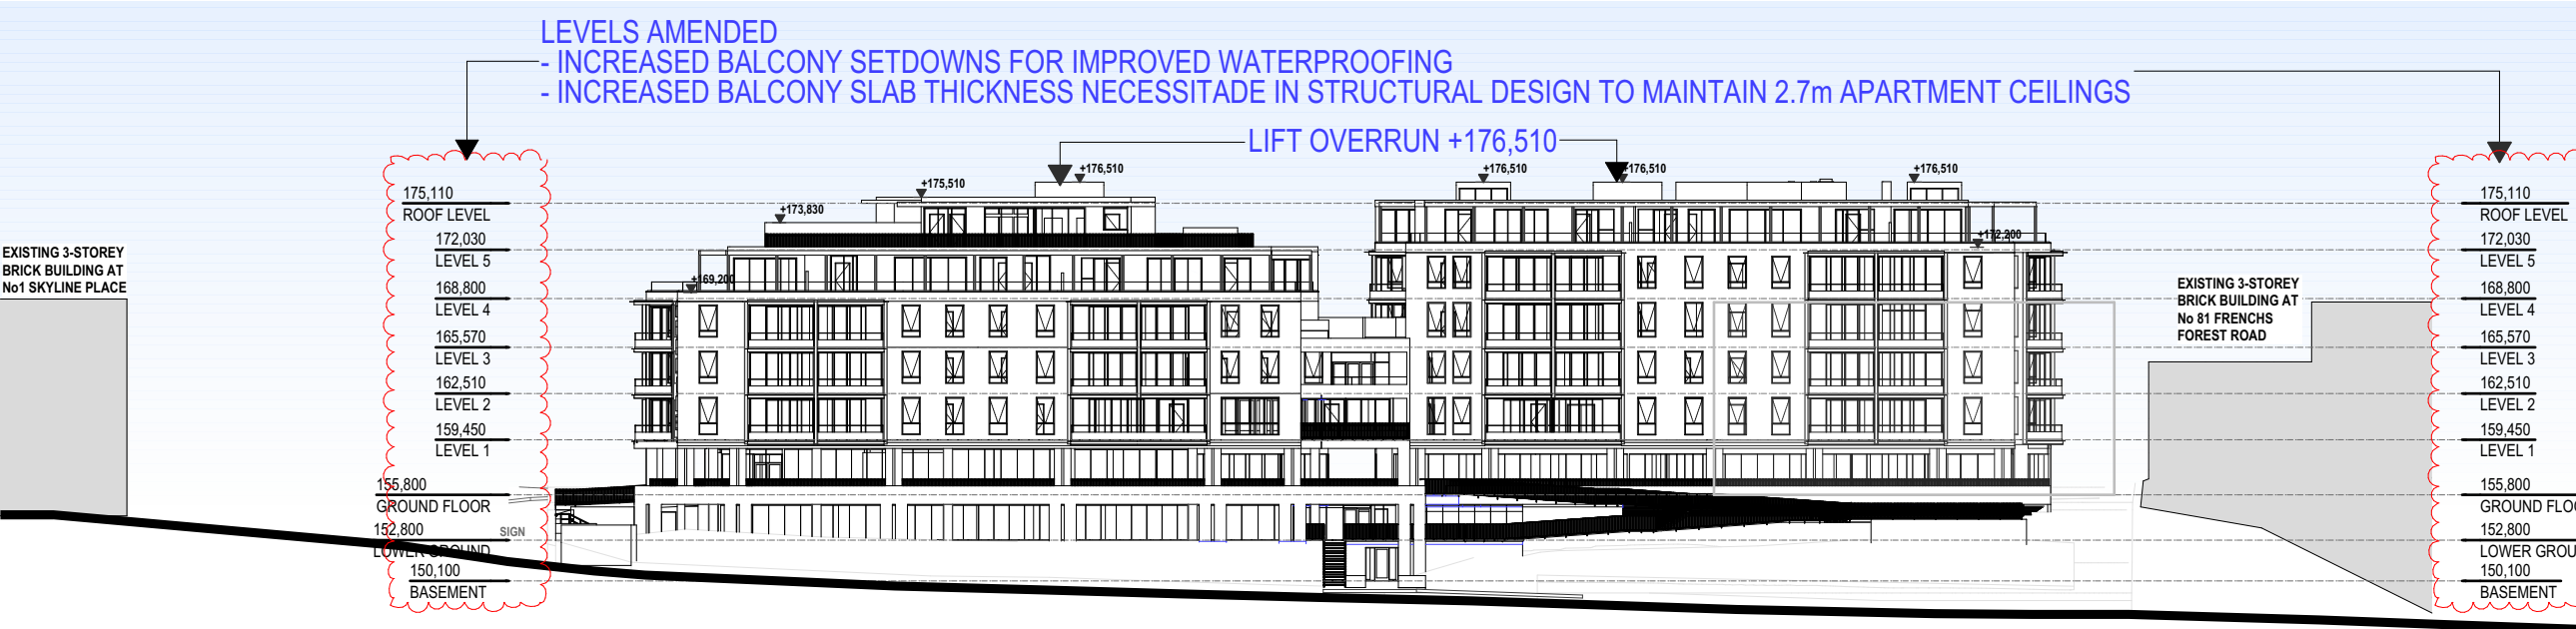 LEVELS AMENDED
- INCREASED BALCONY SETDOWNS FOR IMPROVED WATERPROOFING
- INCREASED BALCONY SLAB THICKNESS NECESSITADE IN STRUCTURAL DESIGN TO MAINTAIN 2.7m APARTMENT CEILINGS
LIFT OVERRUN +176,510
+176,510
+176,510
+176,510
+176,510
+175,510
+173,830
+172,200
+169,200
175,110
ROOF LEVEL
172,030
LEVEL 5
168,800
LEVEL 4
165,570
LEVEL 3
162,510
LEVEL 2
159,450
LEVEL 1
155,800
GROUND FLOOR
152,800
LOWER GROUND
150,100
BASEMENT
SIGN
EXISTING 3-STOREY
BRICK BUILDING AT
No1 SKYLINE PLACE
EXISTING 3-STOREY
BRICK BUILDING AT
No 81 FRENCHS
FOREST ROAD
175,110
ROOF LEVEL
172,030
LEVEL 5
168,800
LEVEL 4
165,570
LEVEL 3
162,510
LEVEL 2
159,450
LEVEL 1
155,800
GROUND FLOO
152,800
LOWER GROU
150,100
BASEMENT